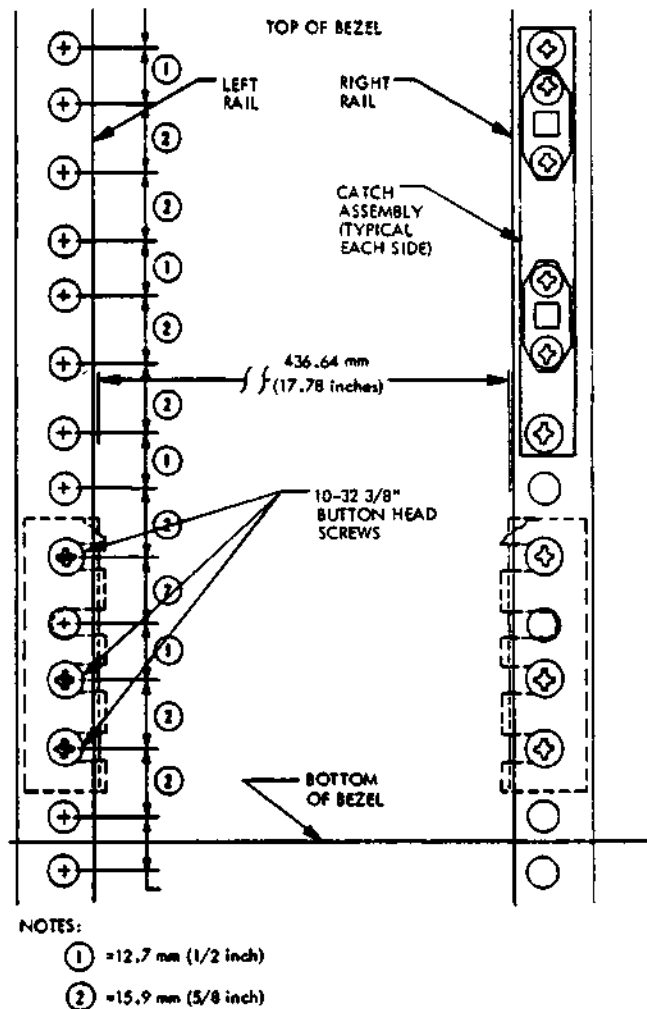 TOP OF BEZEL
LEFT
RAIL
RIGHT
RAIL
1
2
2
CATCH
ASSEMBLY
(TYPICAL
EACH SIDE)
1
2
436.64 mm
(17.78 inches)
2
1
10-32 3/8"
BUTTON HEAD
SCREWS
2
2
1
2
2
BOTTOM
OF BEZEL
NOTES:
1 =12.7 mm (1/2 inch)
2 =15.9 mm (5/8 inch)